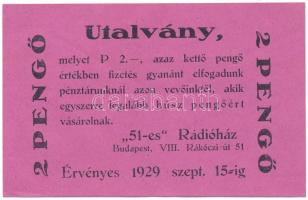 Utalvány,
melyet P 2.—, azaz kettő pengő
értékben fizetés gyanánt elfogadunk
pénztárunknál azon vevőinktől, akik
egyszerre legalább húsz pengőért
vásárolnak.
„51-es” Rádióház
Budapest, VIII. Rákóczi-út 51
Érvényes 1929 szept. 15-ig
2 PENGŐ
2 PENGŐ